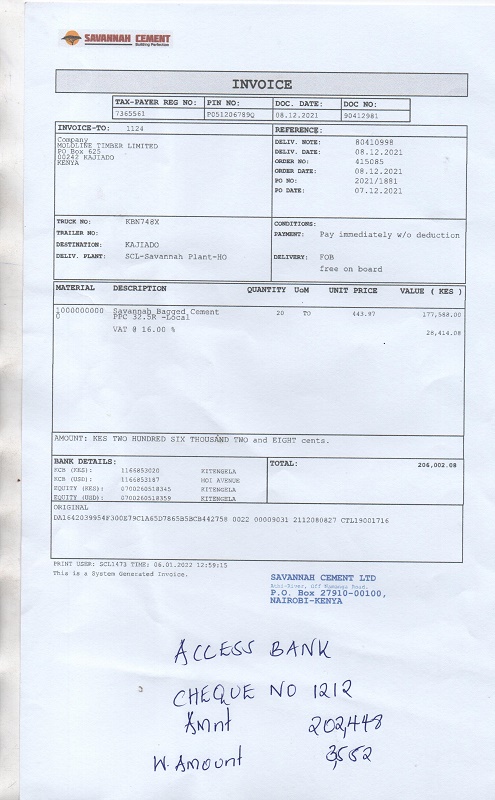 SAVANNAH CEMENT
Building Perfection
INVOICE
TAX-PAYER REG NO: PIN NO: DOC. DATE: DOC NO:
7365561 P051206789Q 08.12.2021 90412981
INVOICE-TO: 1124
Company
MOLOLINE TIMBER LIMITED
PO Box 625
00242 KAJIADO
KENYA
REFERENCE:
DELIV. NOTE: 80410998
DELIV. DATE: 08.12.2021
ORDER NO: 415085
ORDER DATE: 08.12.2021
PO NO: 2021/1881
PO DATE: 07.12.2021
TRUCK NO: KBN748X
TRAILER NO:
DESTINATION: KAJIADO
DELIV. PLANT: SCL-Savannah Plant-HO
CONDITIONS:
PAYMENT: Pay immediately w/o deduction
DELIVERY: FOB
free on board
MATERIAL DESCRIPTION QUANTITY UoM UNIT PRICE VALUE ( KES )
1000000000 Savannah Bagged Cement 20 TO 443.97 177,588.00
0 PPC 32.5R -Local
VAT @ 16.00 % 28,414.08
AMOUNT: KES TWO HUNDRED SIX THOUSAND TWO and EIGHT cents.
BANK DETAILS:
KCB (KES): 1166853020 KITENGELA
KCB (USD): 1166853187 MOI AVENUE
EQUITY (KES): 0700260518345 KITENGELA
EQUITY (USD): 0700260518359 KITENGELA
TOTAL: 206,002.08
ORIGINAL
DA1642039954F300E79C1A65D7865B5BCB442758 0022 00009031 2112080827 CTL19001716
PRINT USER: SCL1473 TIME: 06.01.2022 12:59:15
This is a System Generated Invoice.
SAVANNAH CEMENT LTD
Athi-River, Off Namanga Road.
P.O. Box 27910-00100,
NAIROBI-KENYA
ACCESS BANK
CHEQUE NO 1212
Amnt 202,448
W. Amount 3,552